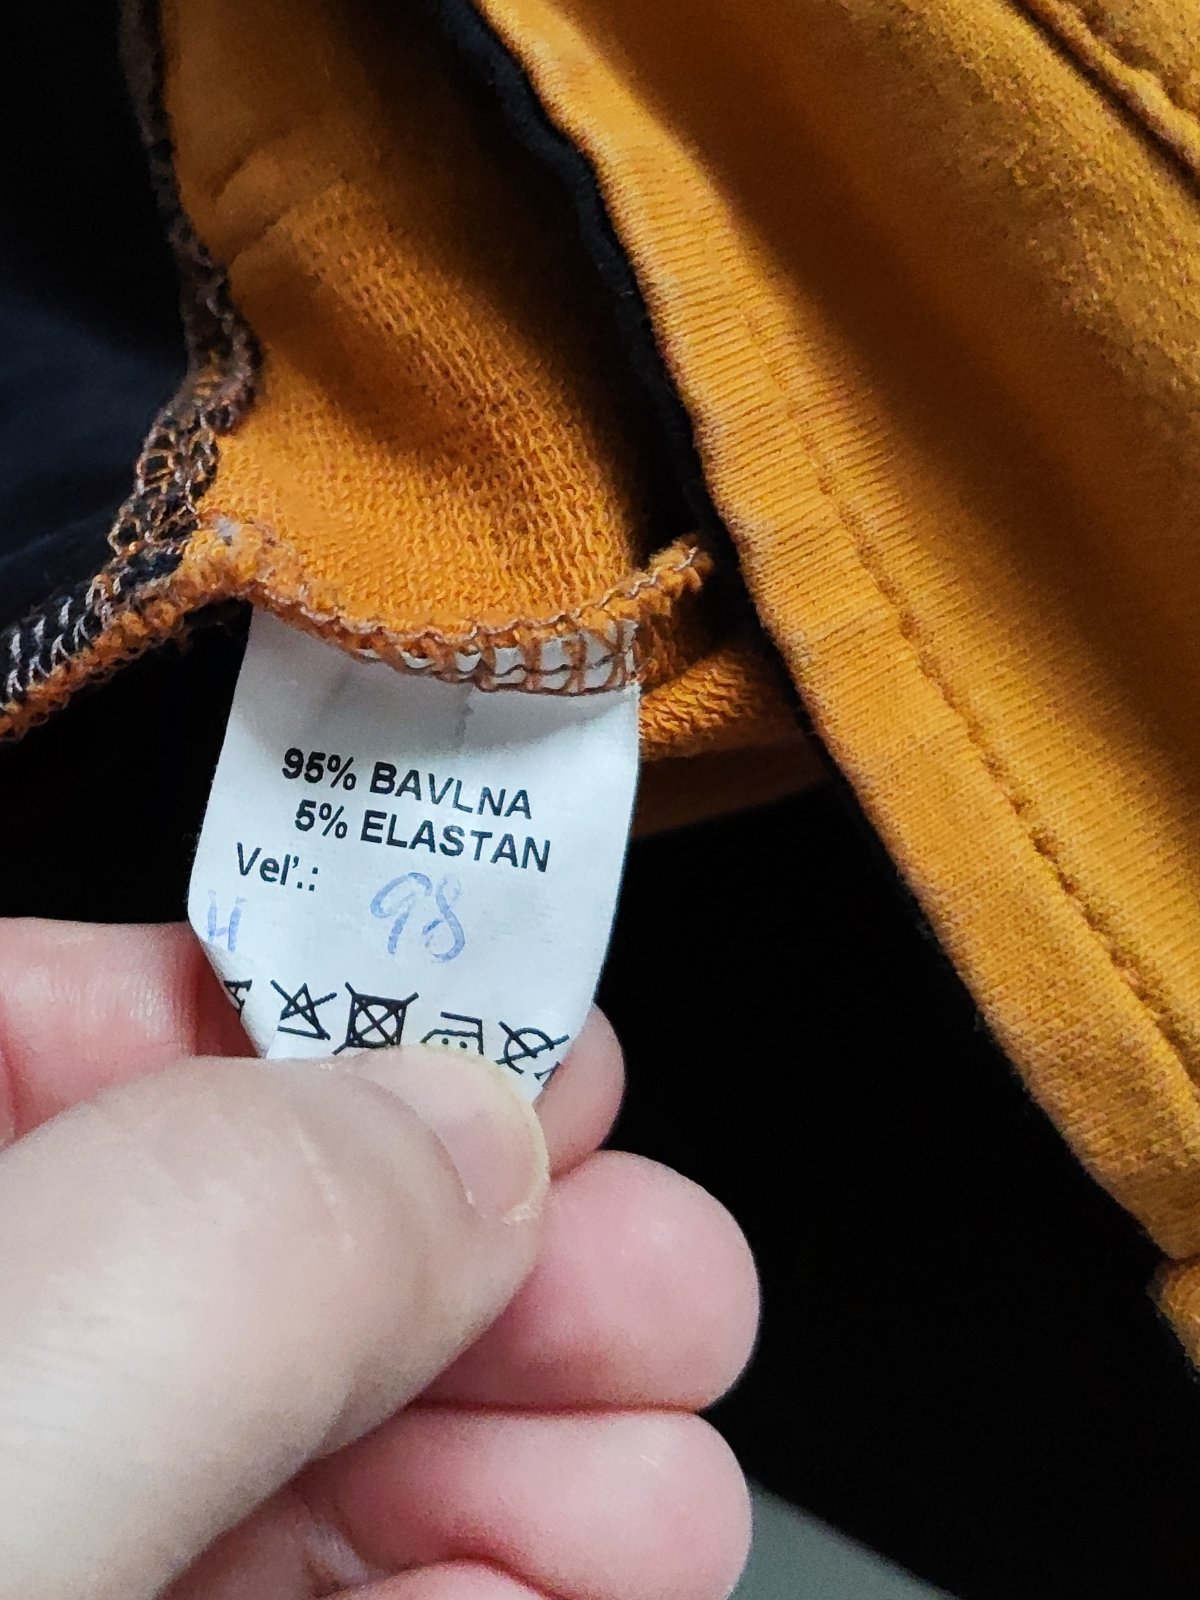 95% BAVLNA
5% ELASTAN
Veľ.:
H 98